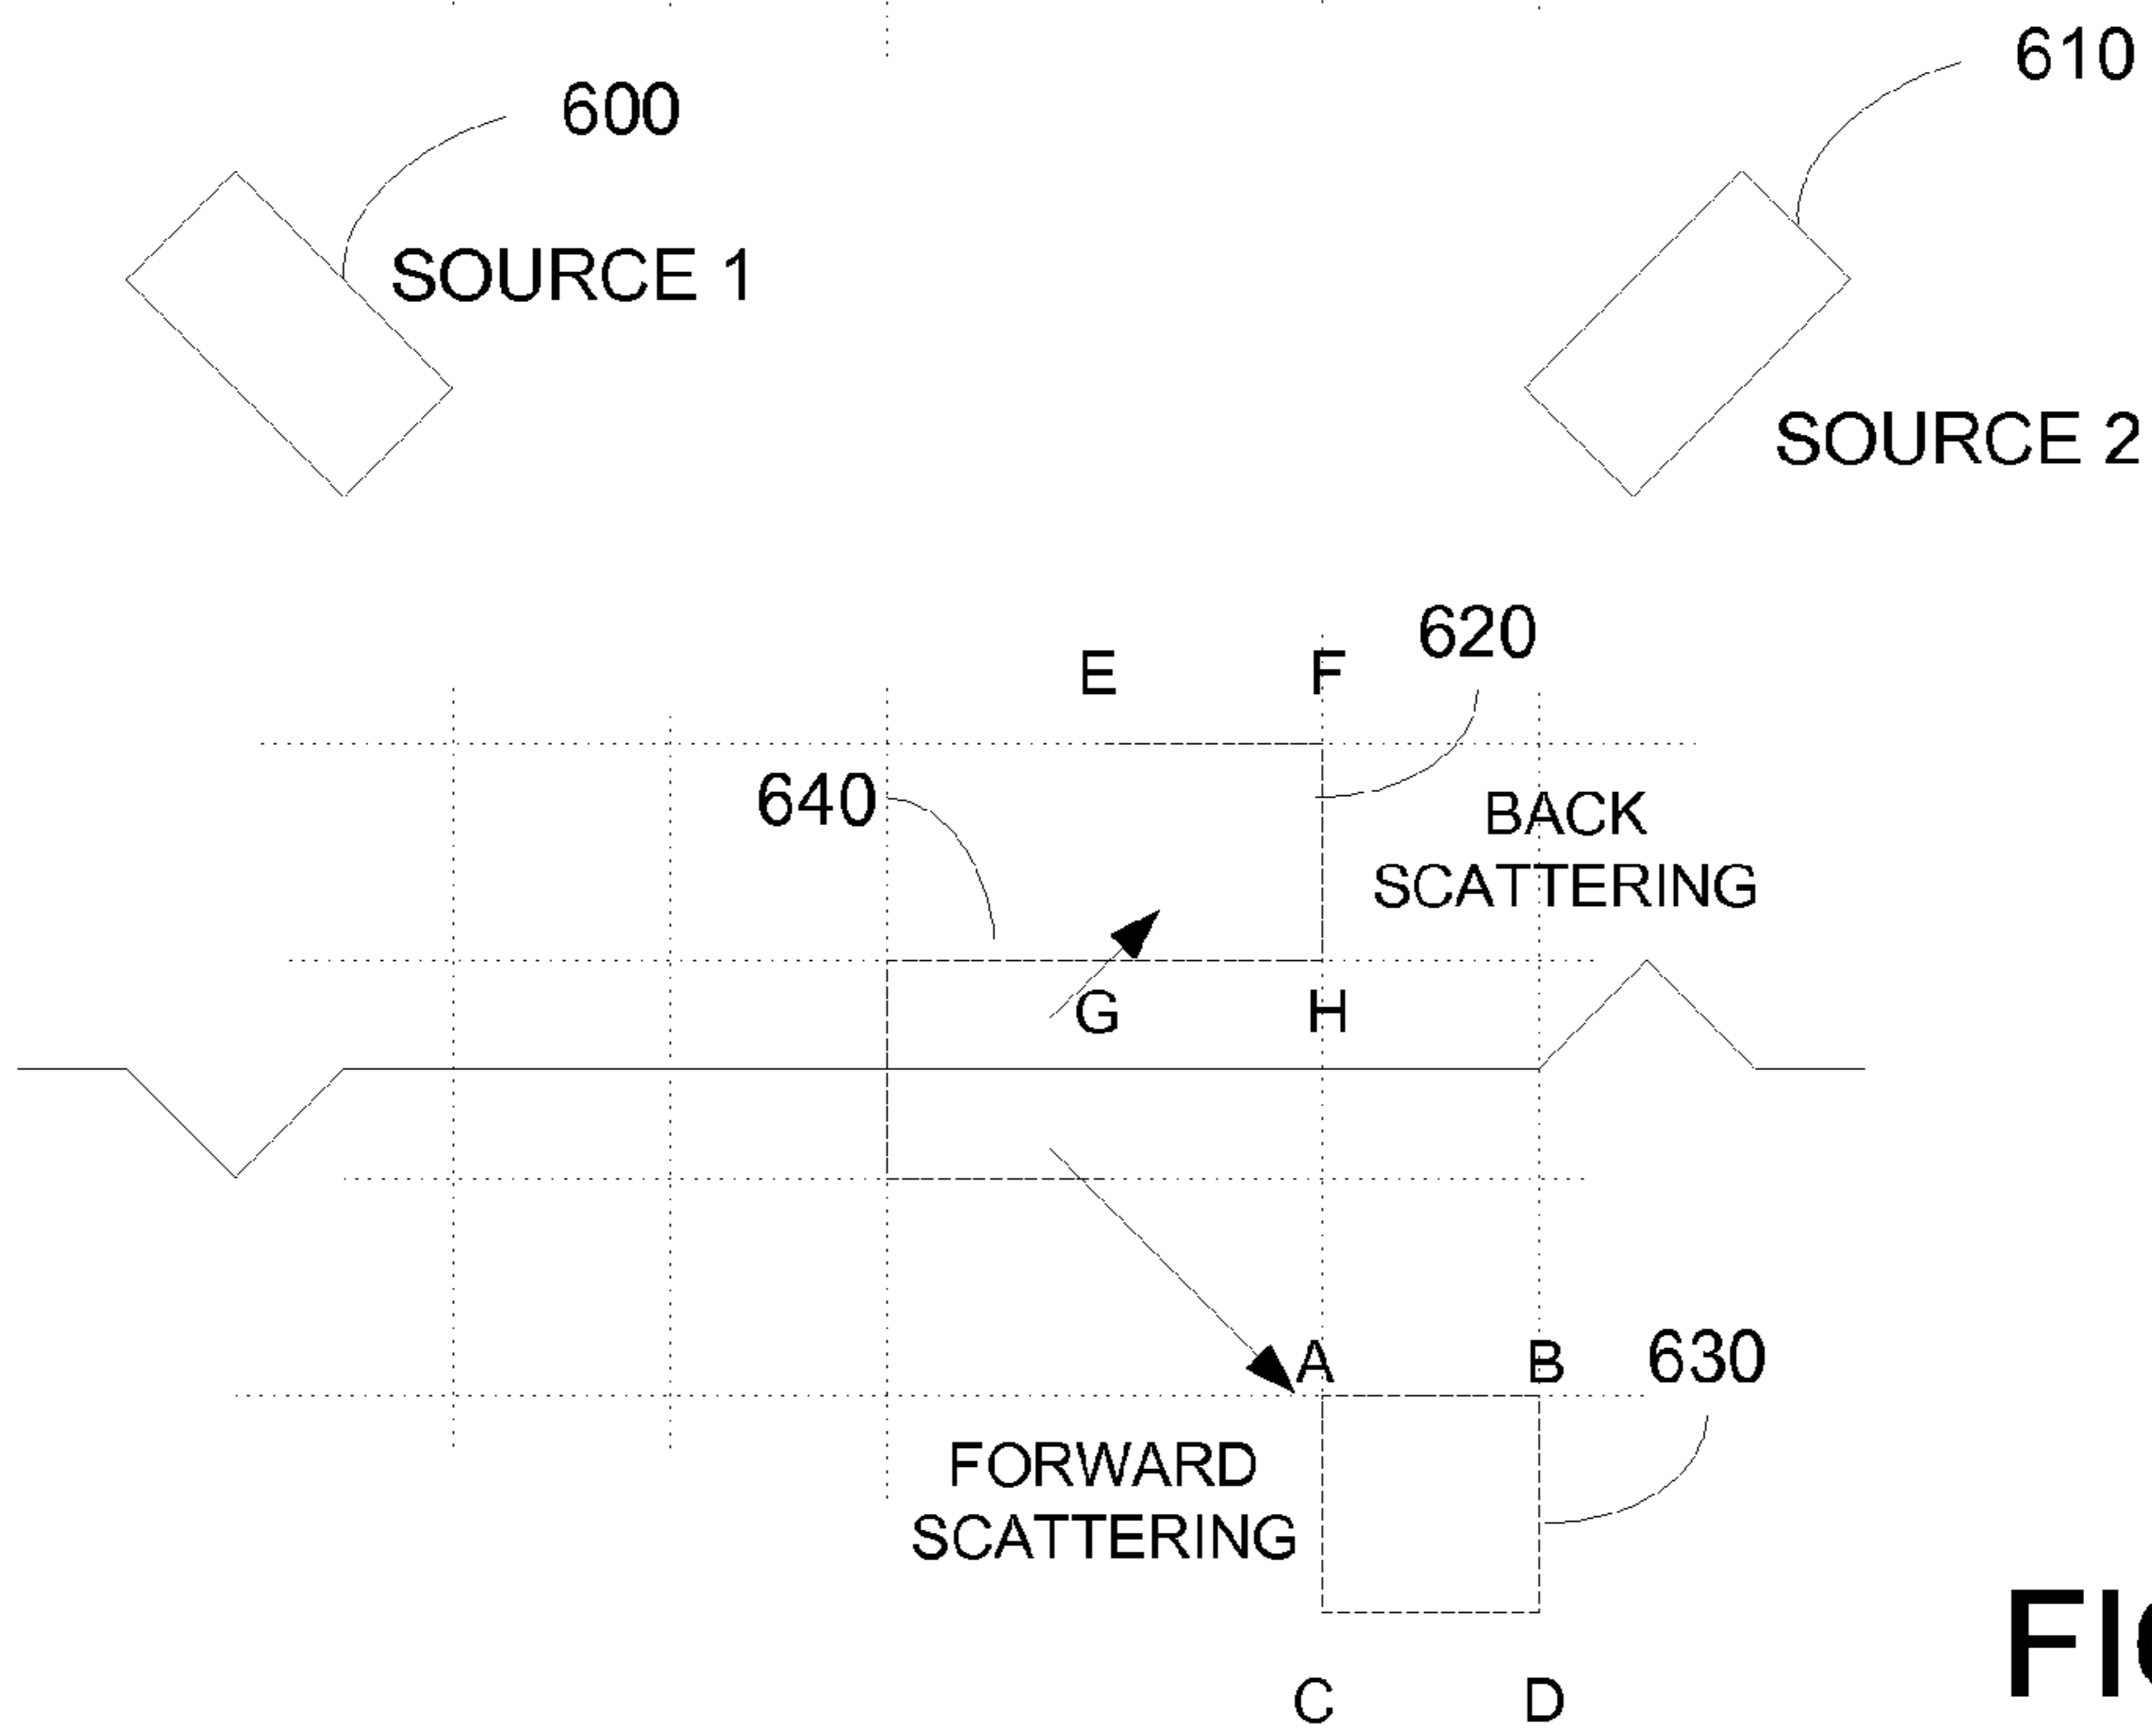 610
600
SOURCE 1
SOURCE 2
620
E F
640
BACK
SCATTERING
G H
A B 630
FORWARD
SCATTERING
C D